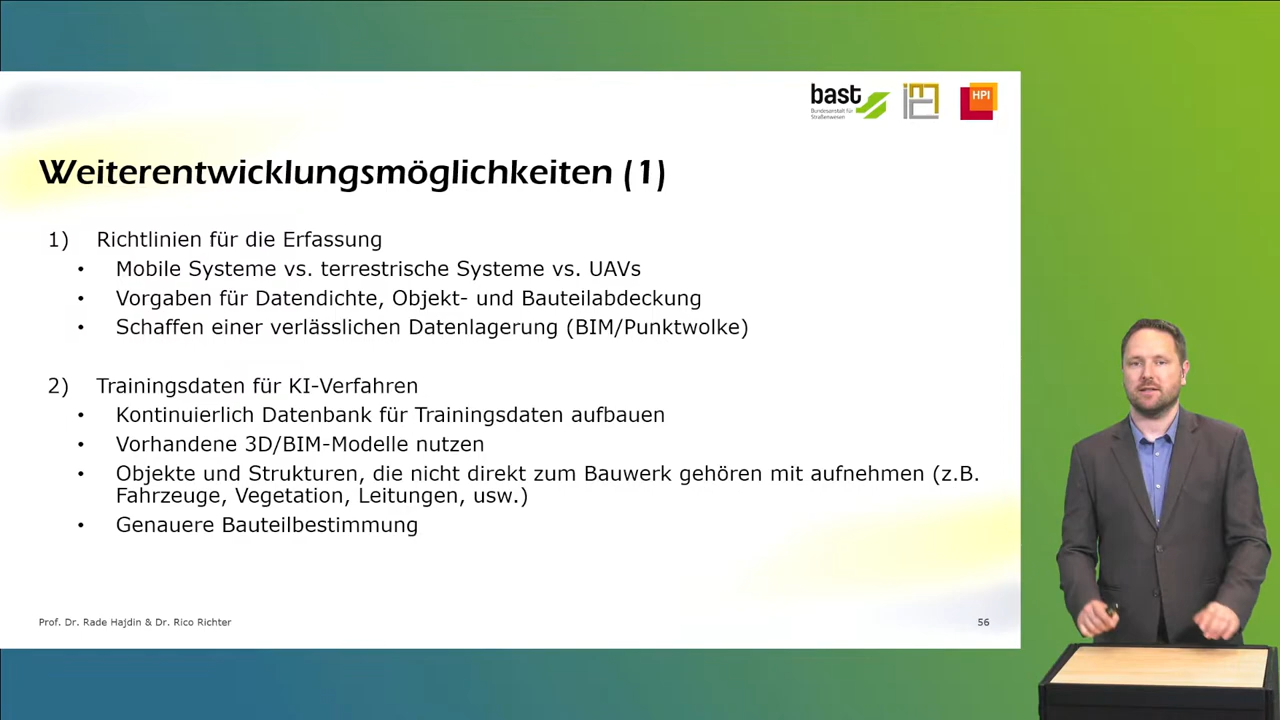 bast
Bundesanstalt für
Straßenwesen
HPI
Weiterentwicklungsmöglichkeiten (1)
1) Richtlinien für die Erfassung
• Mobile Systeme vs. terrestrische Systeme vs. UAVs
• Vorgaben für Datendichte, Objekt- und Bauteilabdeckung
• Schaffen einer verlässlichen Datenlagerung (BIM/Punktwolke)
2) Trainingsdaten für KI-Verfahren
• Kontinuierlich Datenbank für Trainingsdaten aufbauen
• Vorhandene 3D/BIM-Modelle nutzen
• Objekte und Strukturen, die nicht direkt zum Bauwerk gehören mit aufnehmen (z.B.
Fahrzeuge, Vegetation, Leitungen, usw.)
• Genauere Bauteilbestimmung
Prof. Dr. Rade Hajdin & Dr. Rico Richter
56